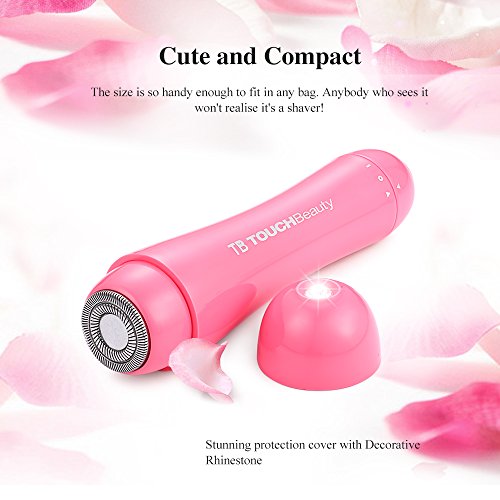 Cute and Compact
The size is so handy enough to fit in any bag. Anybody who sees it
won't realise it's a shaver!
TB TOUCHBeauty
Stunning protection cover with Decorative
Rhinestone